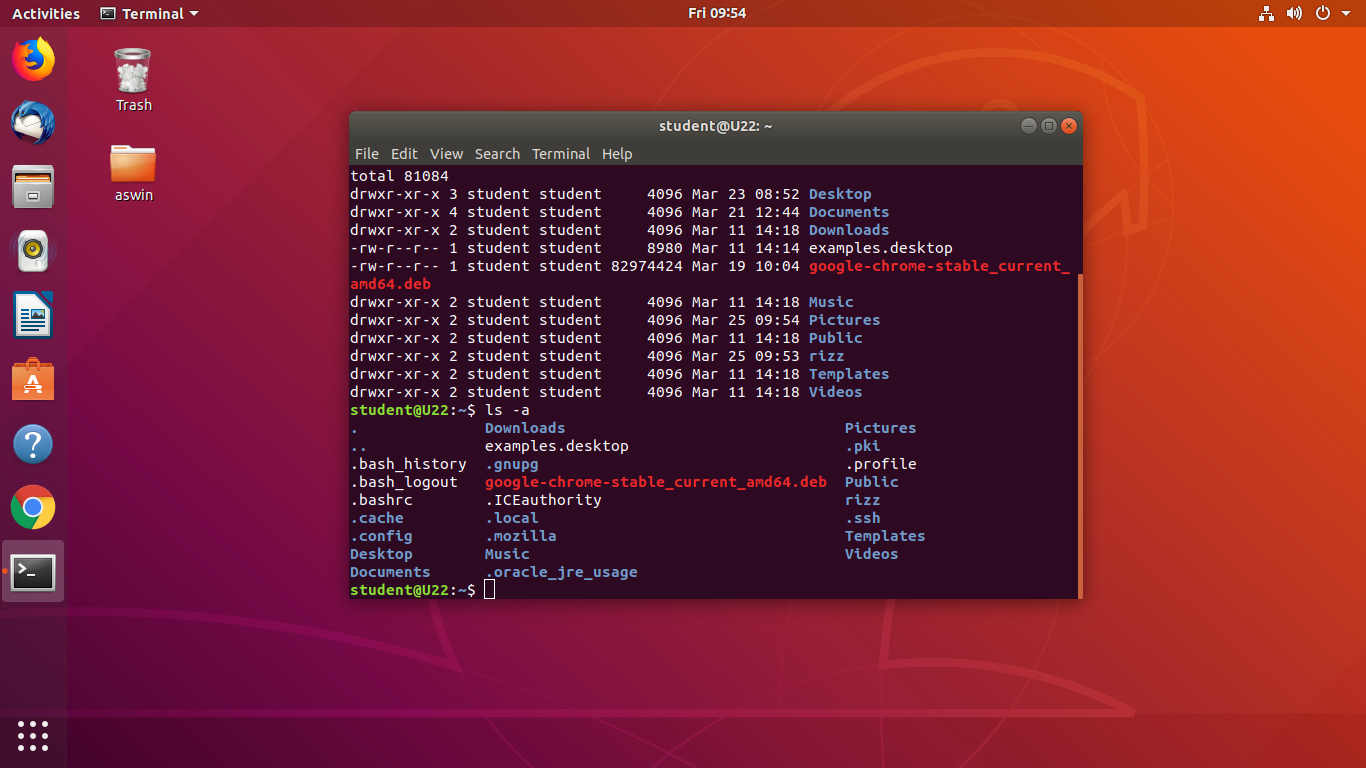 Activities Terminal Fri 09:54
Trash
aswin
student@U22: ~
File Edit View Search Terminal Help
total 81084
drwxr-xr-x 3 student student     4096 Mar 23 08:52 Desktop
drwxr-xr-x 4 student student     4096 Mar 21 12:44 Documents
drwxr-xr-x 2 student student     4096 Mar 11 14:18 Downloads
-rw-r--r-- 1 student student     8980 Mar 11 14:14 examples.desktop
-rw-r--r-- 1 student student 82974424 Mar 19 10:04 google-chrome-stable_current_
amd64.deb
drwxr-xr-x 2 student student     4096 Mar 11 14:18 Music
drwxr-xr-x 2 student student     4096 Mar 25 09:54 Pictures
drwxr-xr-x 2 student student     4096 Mar 11 14:18 Public
drwxr-xr-x 2 student student     4096 Mar 25 09:53 rizz
drwxr-xr-x 2 student student     4096 Mar 11 14:18 Templates
drwxr-xr-x 2 student student     4096 Mar 11 14:18 Videos
student@U22:~$ ls -a
.              Downloads                               Pictures
..             examples.desktop                        .pki
.bash_history  .gnupg                                  .profile
.bash_logout   google-chrome-stable_current_amd64.deb  Public
.bashrc        .ICEauthority                           rizz
.cache         .local                                  .ssh
.config        .mozilla                                Templates
Desktop        Music                                   Videos
Documents      .oracle_jre_usage
student@U22:~$